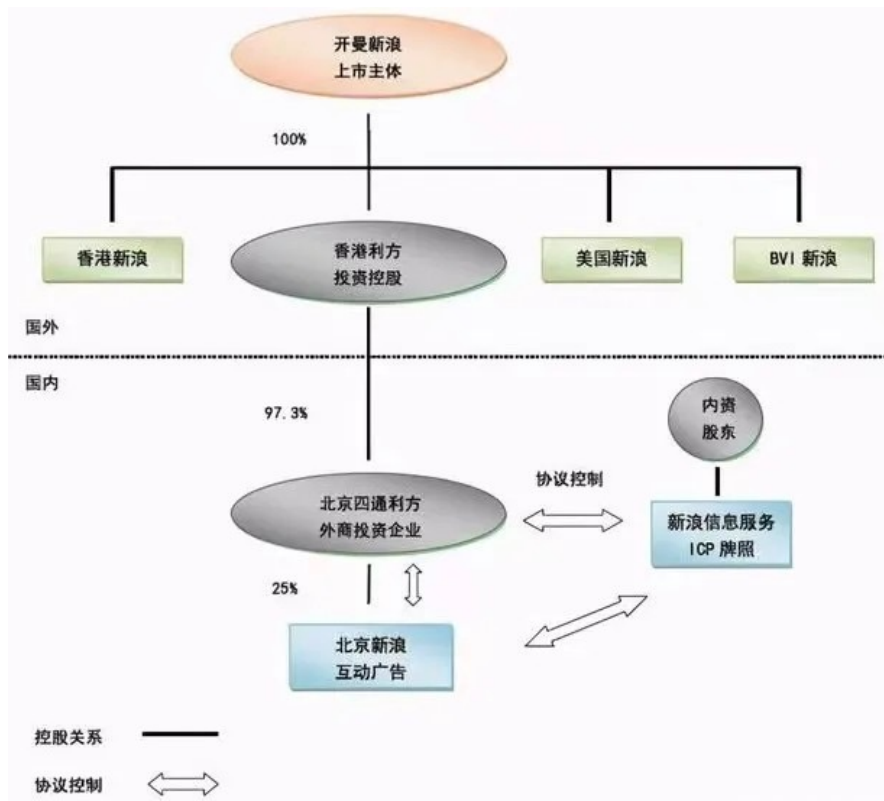 开曼新浪
上市主体
100%
香港新浪
香港利方
投资控股
美国新浪
BVI 新浪
国外
国内
97.3%
内资
股东
协议控制
北京四通利方
外商投资企业
新浪信息服务
ICP 牌照
25%
北京新浪
互动广告
控股关系
协议控制